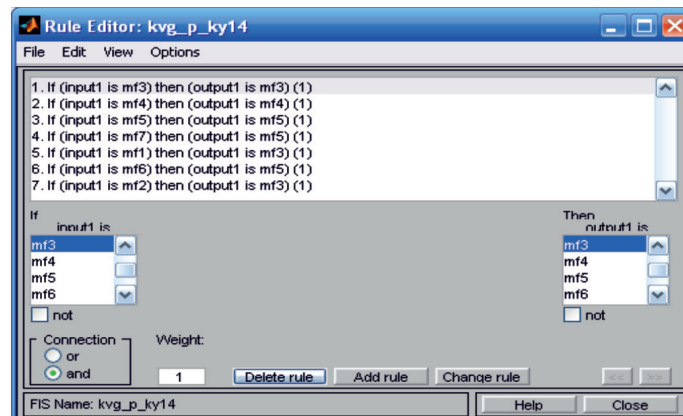 Rule Editor: kvg_p_ky14
File Edit View Options
1. If (input1 is mf3) then (output1 is mf3) (1)
2. If (input1 is mf4) then (output1 is mf4) (1)
3. If (input1 is mf5) then (output1 is mf5) (1)
4. If (input1 is mf7) then (output1 is mf5) (1)
5. If (input1 is mf1) then (output1 is mf3) (1)
6. If (input1 is mf6) then (output1 is mf5) (1)
7. If (input1 is mf2) then (output1 is mf3) (1)
If
input1 is
mf3
mf4
mf5
mf6
not
Then
output1 is
mf3
mf4
mf5
mf6
not
Connection
or
and
Weight:
1
Delete rule Add rule Change rule << >>
FIS Name: kvg_p_ky14
Help Close